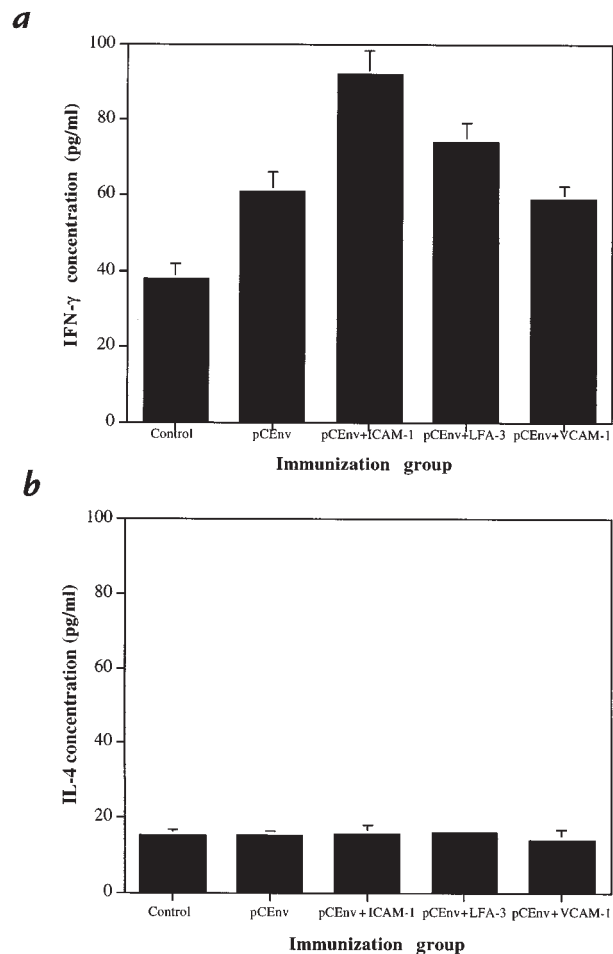 a
IFN-γ concentration (pg/ml)
100
80
60
40
20
0
Control pCEnv pCEnv+ICAM-1 pCEnv+LFA-3 pCEnv+VCAM-1
Immunization group
b
IL-4 concentration (pg/ml)
100
80
60
40
20
0
Control pCEnv pCEnv+ICAM-1 pCEnv+LFA-3 pCEnv+VCAM-1
Immunization group